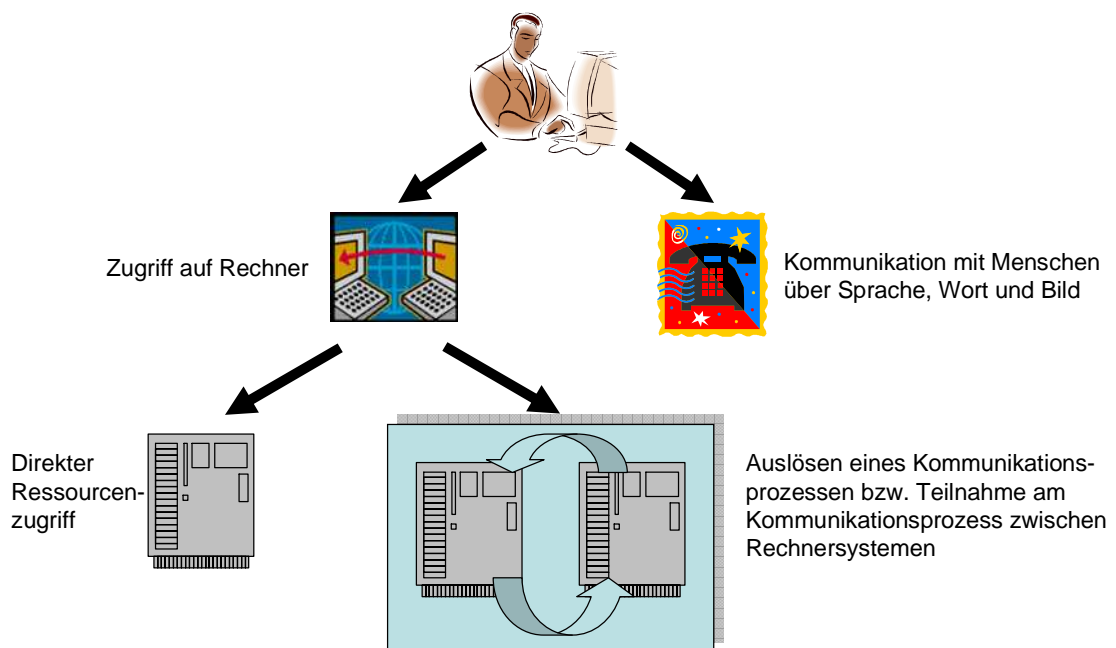 Zugriff auf Rechner
Kommunikation mit Menschen
über Sprache, Wort und Bild
Direkter
Ressourcen-
zugriff
Auslösen eines Kommunikations-
prozessen bzw. Teilnahme am
Kommunikationsprozess zwischen
Rechnersystemen